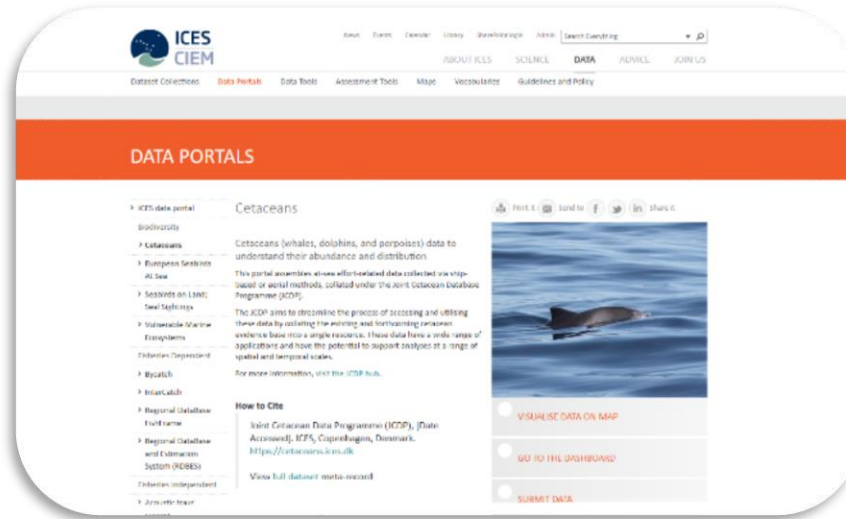 ICES
CIEM
News Events Calendar Library SharePoint login Admin Search Everything
ABOUT ICES SCIENCE DATA ADVICE JOIN US
Dataset Collections Data Portals Data Tools Assessment Tools Maps Vocabularies Guidelines and Policy
DATA PORTALS
ICES data portal
Biodiversity
Cetaceans
European Seabirds
At Sea
Seabirds on Land;
Seal Sightings
Vulnerable Marine
Ecosystems
Fisheries Dependent
Bycatch
InterCatch
Regional DataBase
FishFrame
Regional DataBase
and Estimation
System (RDBES)
Fisheries Independent
Acoustic trawl
Cetaceans
Cetaceans (whales, dolphins, and porpoises) data to
understand their abundance and distribution
This portal assembles at-sea effort-related data collected via ship-
based or aerial methods, collated under the Joint Cetacean Database
Programme (JCDP).
The JCDP aims to streamline the process of accessing and utilising
these data by collating the existing and forthcoming cetacean
evidence base into a single resource. These data have a wide range of
applications and have the potential to support analyses at a range of
spatial and temporal scales.
For more information, visit the JCDP hub.
How to Cite
Joint Cetacean Data Programme (JCDP), [Date
Accessed]. ICES, Copenhagen, Denmark.
https://cetaceans.ices.dk
View full dataset meta-record
Print it Send to Share it
VISUALISE DATA ON MAP
GO TO THE DASHBOARD
SUBMIT DATA